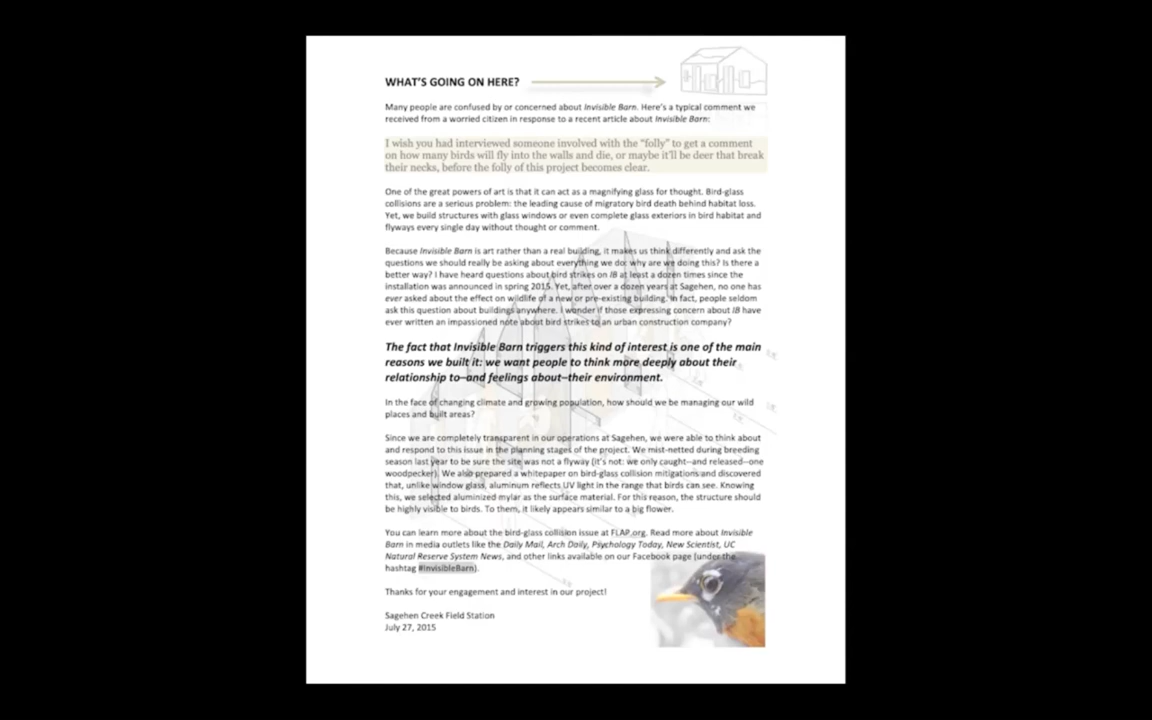 WHAT'S GOING ON HERE?
Many people are confused by or concerned about Invisible Barn. Here's a typical comment we
received from a worried citizen in response to a recent article about Invisible Barn:
I wish you had interviewed someone involved with the "folly" to get a comment
on how many birds will fly into the walls and die, or maybe it'll be deer that break
their necks, before the folly of this project becomes clear.
One of the great powers of art is that it can act as a magnifying glass for thought. Bird-glass
collisions are a serious problem: the leading cause of migratory bird death behind habitat loss.
Yet, we build structures with glass windows or even complete glass exteriors in bird habitat and
flyways every single day without thought or comment.
Because Invisible Barn is art rather than a real building, it makes us think differently and ask the
questions we should really be asking about everything we do: why are we doing this? Is there a
better way? I have heard questions about bird strikes on IB at least a dozen times since the
installation was announced in spring 2015. Yet, after over a dozen years at Sagehen, no one has
ever asked about the effect on wildlife of a new or pre-existing building. In fact, people seldom
ask this question about buildings anywhere. I wonder if those expressing concern about IB have
ever written an impassioned note about bird strikes to an urban construction company?
The fact that Invisible Barn triggers this kind of interest is one of the main
reasons we built it: we want people to think more deeply about their
relationship to--and feelings about--their environment.
In the face of changing climate and growing population, how should we be managing our wild
places and built areas?
Since we are completely transparent in our operations at Sagehen, we were able to think about
and respond to this issue in the planning stages of the project. We mist-netted during breeding
season last year to be sure the site was not a flyway (it's not: we only caught--and released--one
woodpecker). We also prepared a whitepaper on bird-glass collision mitigations and discovered
that, unlike window glass, aluminum reflects UV light in the range that birds can see. Knowing
this, we selected aluminized mylar as the surface material. For this reason, the structure should
be highly visible to birds. To them, it likely appears similar to a big flower.
You can learn more about the bird-glass collision issue at FLAP.org. Read more about Invisible
Barn in media outlets like the Daily Mail, Arch Daily, Psychology Today, New Scientist, UC
Natural Reserve System News, and other links available on our Facebook page (under the
hashtag #InvisibleBarn).
Thanks for your engagement and interest in our project!
Sagehen Creek Field Station
July 27, 2015